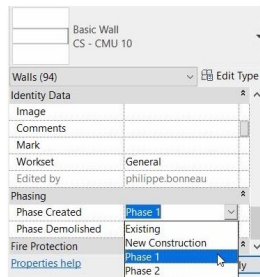 Basic Wall
CS - CMU 10
Walls (94)
Edit Type
Identity Data
Image
Comments
Mark
Workset General
Edited by philippe.bonneau
Phasing
Phase Created Phase 1
Phase Demolished Existing
Fire Protection New Construction
Phase 1
Properties help
Phase 2